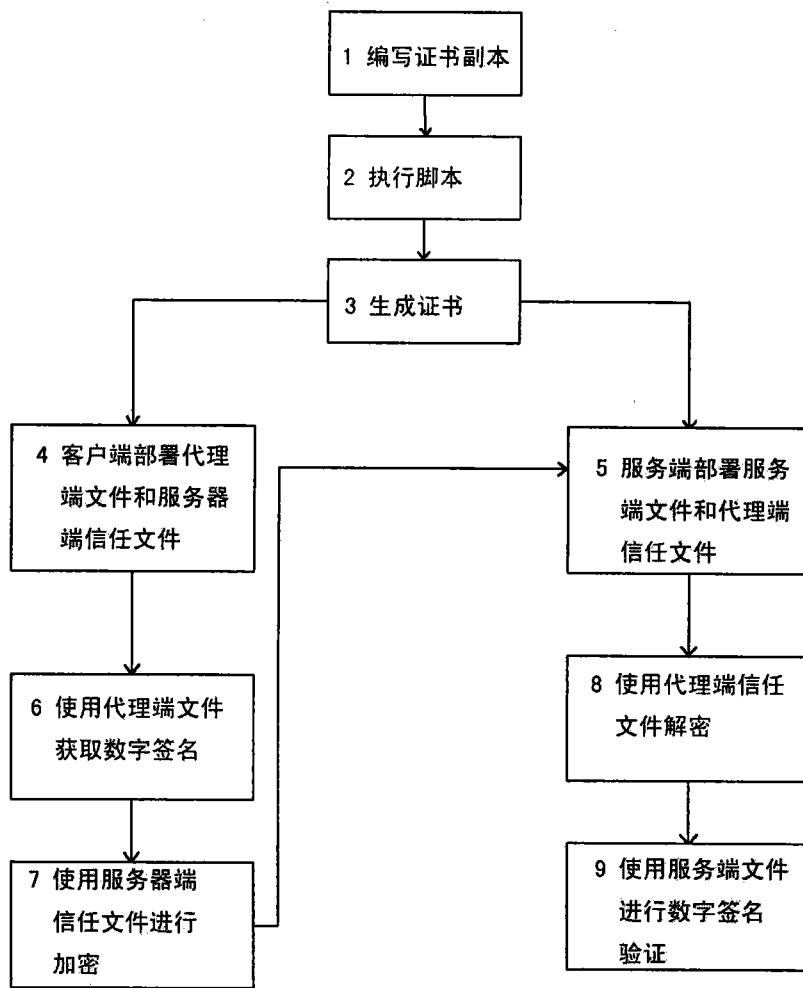 1 编写证书副本
2 执行脚本
3 生成证书
4 客户端部署代理
端文件和服务器
端信任文件
5 服务端部署服务
端文件和代理端
信任文件
6 使用代理端文件
获取数字签名
7 使用服务器端
信任文件进行
加密
8 使用代理端信任
文件解密
9 使用服务端文件
进行数字签名
验证